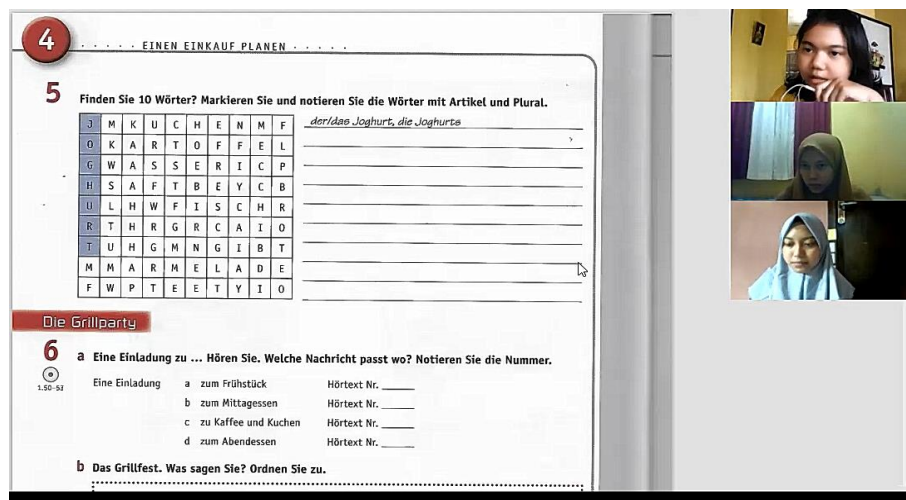 4
EINEN EINKAUF PLANEN
5 Finden Sie 10 Wörter? Markieren Sie und notieren Sie die Wörter mit Artikel und Plural.
J M K U C H E N M F
der/das Joghurt, die Joghurts
O K A R T O F F E L
G W A S S E R I C P
H S A F T B E Y C B
U L H W F I S C H R
R T H R G R C A I O
T U H G M N G I B T
M M A R M E L A D E
F W P T E E T Y I O
Die Grillparty
6 a Eine Einladung zu ... Hören Sie. Welche Nachricht passt wo? Notieren Sie die Nummer.
1.50-53
Eine Einladung a zum Frühstück Hörtext Nr.
b zum Mittagessen Hörtext Nr.
c zu Kaffee und Kuchen Hörtext Nr.
d zum Abendessen Hörtext Nr.
b Das Grillfest. Was sagen Sie? Ordnen Sie zu.